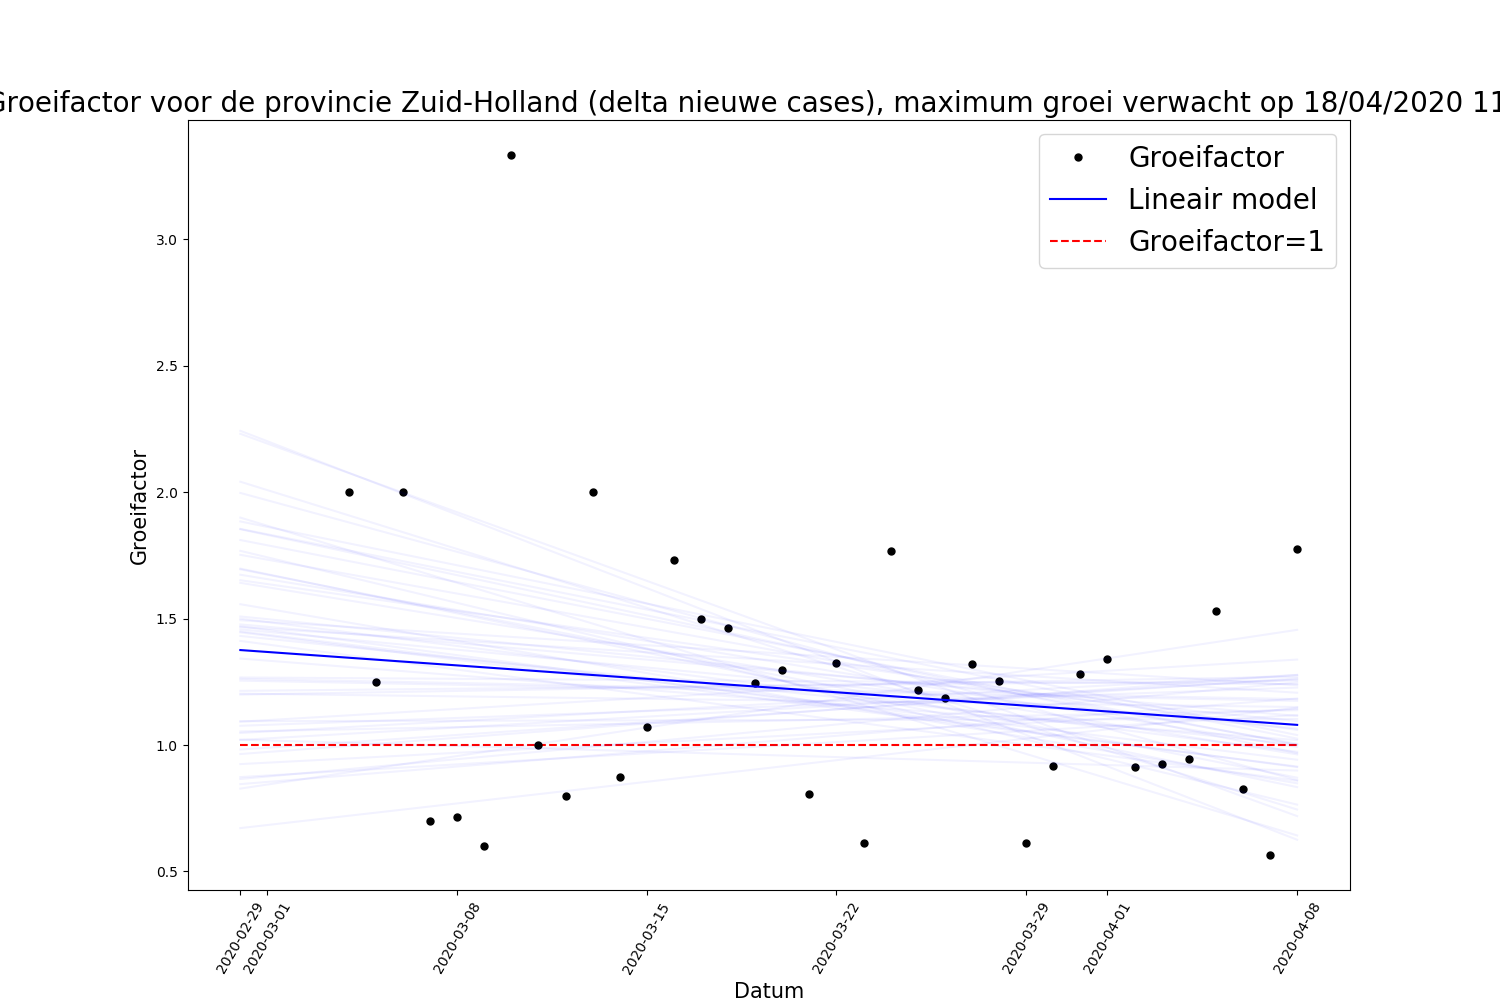 Groeifactor voor de provincie Zuid-Holland (delta nieuwe cases), maximum groei verwacht op 18/04/2020 11
Groeifactor
Lineair model
Groeifactor=1
3.0
2.5
2.0
1.5
1.0
0.5
Groeifactor
2020-02-29
2020-03-01
2020-03-08
2020-03-15
2020-03-22
2020-03-29
2020-04-01
2020-04-08
Datum